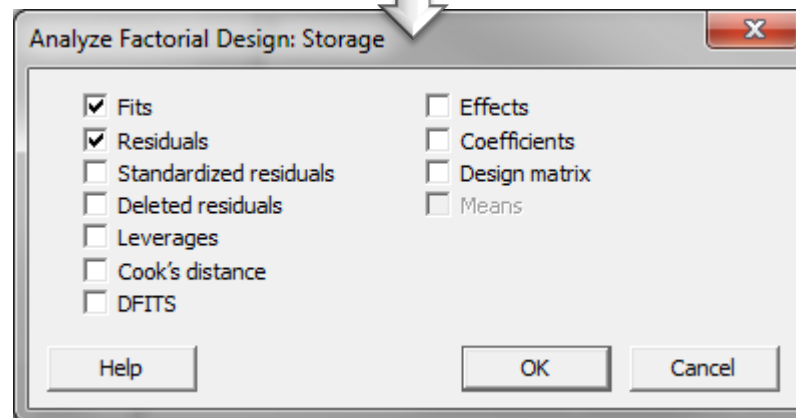 Analyze Factorial Design: Storage
Fits
Residuals
Standardized residuals
Deleted residuals
Leverages
Cook's distance
DFITS
Effects
Coefficients
Design matrix
Means
Help
OK
Cancel